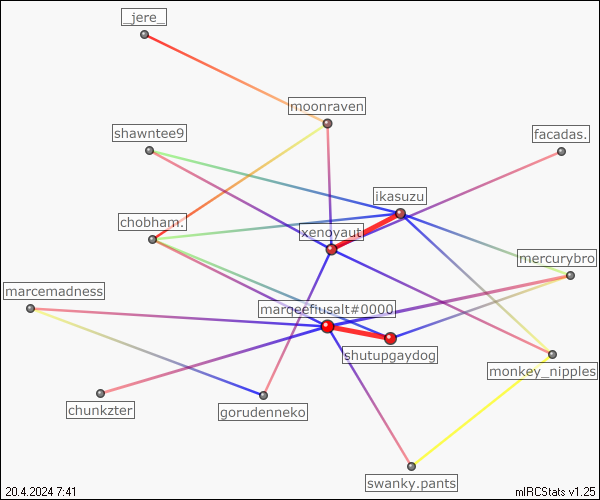 _jere_
moonraven
shawntee9
facadas.
ikasuzu
chobham.
xenoyaut
mercurybro
marcemadness
marqeefiusalt#0000
shutupgaydog
monkey_nipples
chunkzter
gorudenneko
swanky.pants
20.4.2024 7:41
mIRCStats v1.25